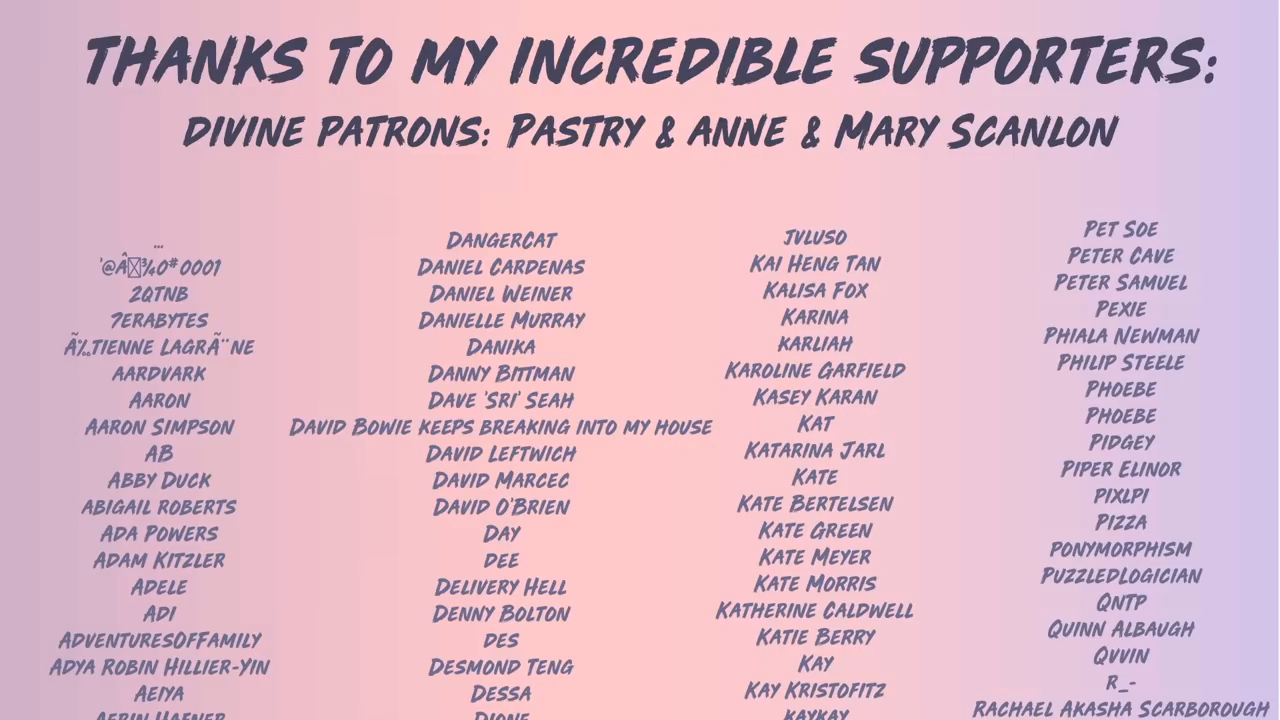 THANKS TO MY INCREDIBLE SUPPORTERS:
DIVINE PATRONS: PASTRY & ANNE & MARY SCANLON
...
2QTNB
7ERABYTES
Ã‰TIENNE LAGRÃ¨NE
AARDVARK
AARON
AARON SIMPSON
AB
ABBY DUCK
ABIGAIL ROBERTS
ADA POWERS
ADAM KITZLER
ADELE
ADI
ADVENTURESOFFAMILY
ADYA ROBIN HILLIER-YIN
AEIYA
DANGERCAT
DANIEL CARDENAS
DANIEL WEINER
DANIELLE MURRAY
DANIKA
DANNY BITTMAN
DAVE 'SRI' SEAH
DAVID BOWIE KEEPS BREAKING INTO MY HOUSE
DAVID LEFTWICH
DAVID MARCEC
DAVID O'BRIEN
DAY
DEE
DELIVERY HELL
DENNY BOLTON
DES
DESMOND TENG
DESSA
DIONE
JVLUSO
KAI HENG TAN
KALISA FOX
KARINA
KARLIAH
KAROLINE GARFIELD
KASEY KARAN
KAT
KATARINA JARL
KATE
KATE BERTELSEN
KATE GREEN
KATE MEYER
KATE MORRIS
KATHERINE CALDWELL
KATIE BERRY
KAY
KAY KRISTOFITZ
KAYKAY
PET SOE
PETER CAVE
PETER SAMUEL
PEXIE
PHIALA NEWMAN
PHILIP STEELE
PHOEBE
PHOEBE
PIDGEY
PIPER ELINOR
PIXLPI
PIZZA
PONYMORPHISM
PUZZLEDLOGICIAN
QNTP
QUINN ALBAUGH
QVVIN
R_-
RACHAEL AKASHA SCARBOROUGH